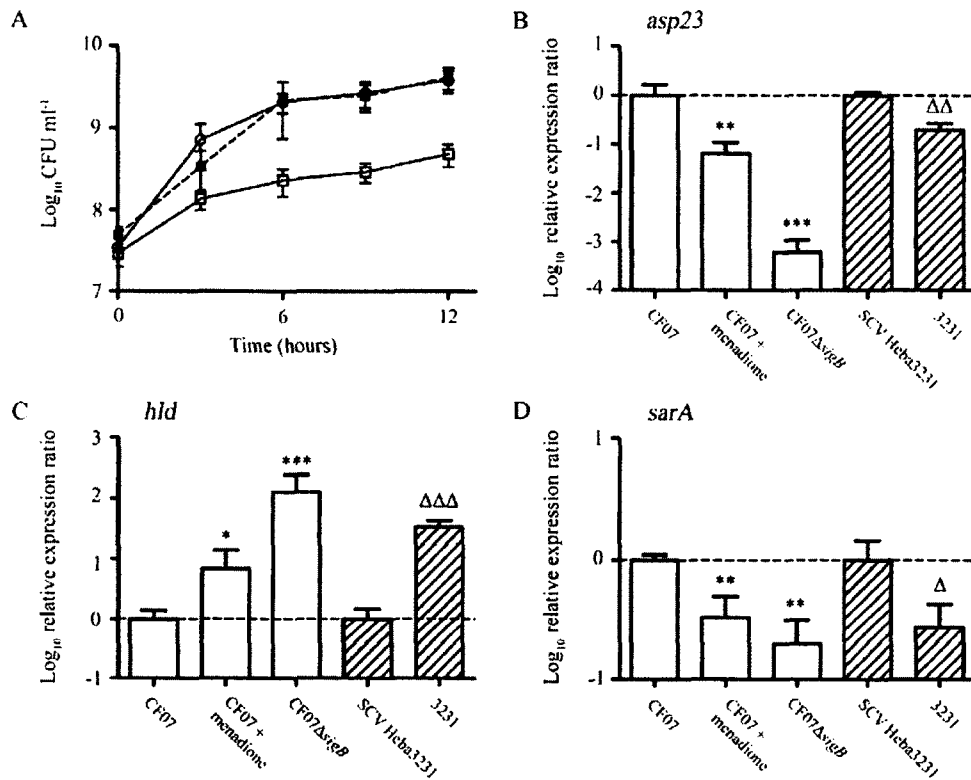 A
Log₁₀ CFU ml⁻¹
10
9
8
7
0
6
12
Time (hours)
B
asp23
Log₁₀ relative expression ratio
1
0
-1
-2
-3
-4
**
***
ΔΔ
CF07
CF07 + menadione
CF07ΔsigB
SCV Heba3231
3231
C
hld
Log₁₀ relative expression ratio
3
2
1
0
-1
*
***
ΔΔΔ
CF07
CF07 + menadione
CF07ΔsigB
SCV Heba3231
3231
D
sarA
Log₁₀ relative expression ratio
1
0
-1
**
**
Δ
CF07
CF07 + menadione
CF07ΔsigB
SCV Heba3231
3231